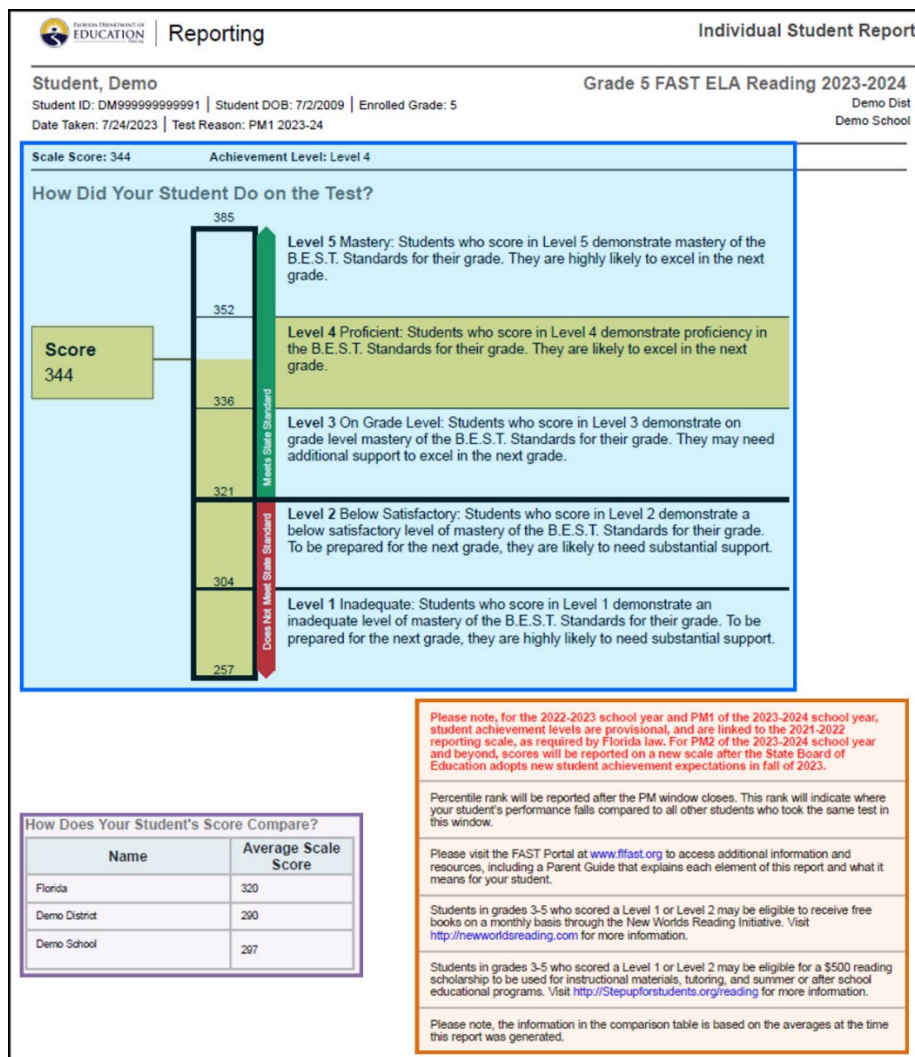 FLORIDA DEPARTMENT OF
EDUCATION
Reporting
Individual Student Report
Student, Demo
Grade 5 FAST ELA Reading 2023-2024
Student ID: DM999999999991 | Student DOB: 7/2/2009 | Enrolled Grade: 5
Demo Dist
Date Taken: 7/24/2023 | Test Reason: PM1 2023-24
Demo School
Scale Score: 344
Achievement Level: Level 4
How Did Your Student Do on the Test?
385
Level 5 Mastery: Students who score in Level 5 demonstrate mastery of the
B.E.S.T. Standards for their grade. They are highly likely to excel in the next
grade.
352
Level 4 Proficient: Students who score in Level 4 demonstrate proficiency in
the B.E.S.T. Standards for their grade. They are likely to excel in the next
grade.
Score
344
336
Level 3 On Grade Level: Students who score in Level 3 demonstrate on
grade level mastery of the B.E.S.T. Standards for their grade. They may need
additional support to excel in the next grade.
Meets State Standard
321
Level 2 Below Satisfactory: Students who score in Level 2 demonstrate a
below satisfactory level of mastery of the B.E.S.T. Standards for their grade.
To be prepared for the next grade, they are likely to need substantial support.
304
Level 1 Inadequate: Students who score in Level 1 demonstrate an
inadequate level of mastery of the B.E.S.T. Standards for their grade. To be
prepared for the next grade, they are highly likely to need substantial support.
Does Not Meet State Standard
257
Please note, for the 2022-2023 school year and PM1 of the 2023-2024 school year,
student achievement levels are provisional, and are linked to the 2021-2022
reporting scale, as required by Florida law. For PM2 of the 2023-2024 school year
and beyond, scores will be reported on a new scale after the State Board of
Education adopts new student achievement expectations in fall of 2023.
Percentile rank will be reported after the PM window closes. This rank will indicate where
your student's performance falls compared to all other students who took the same test in
this window.
Please visit the FAST Portal at www.flfast.org to access additional information and
resources, including a Parent Guide that explains each element of this report and what it
means for your student.
Students in grades 3-5 who scored a Level 1 or Level 2 may be eligible to receive free
books on a monthly basis through the New Worlds Reading Initiative. Visit
http://newworldsreading.com for more information.
Students in grades 3-5 who scored a Level 1 or Level 2 may be eligible for a $500 reading
scholarship to be used for instructional materials, tutoring, and summer or after school
educational programs. Visit http://Stepupforstudents.org/reading for more information.
Please note, the information in the comparison table is based on the averages at the time
this report was generated.
How Does Your Student's Score Compare?
Name
Average Scale
Score
Florida
320
Demo District
290
Demo School
297